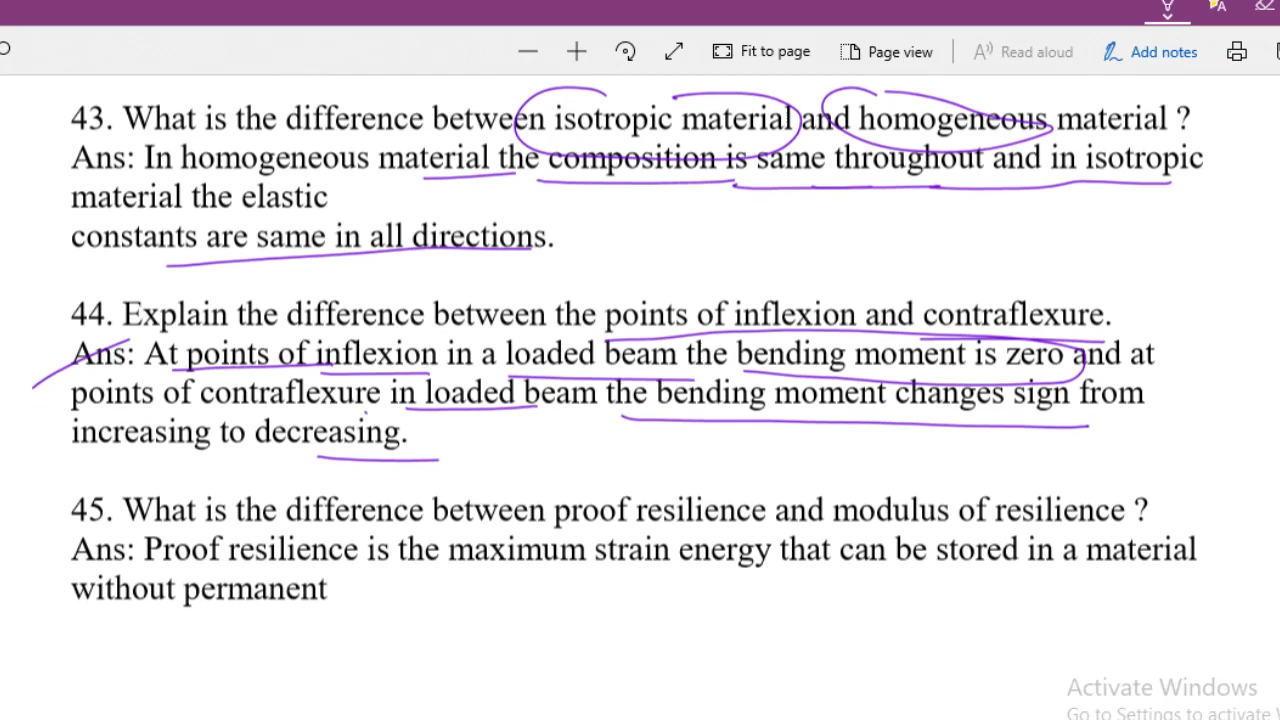 Fit to page
Page view
Read aloud
Add notes
43. What is the difference between isotropic material and homogeneous material ?
Ans: In homogeneous material the composition is same throughout and in isotropic
material the elastic
constants are same in all directions.
44. Explain the difference between the points of inflexion and contraflexure.
Ans: At points of inflexion in a loaded beam the bending moment is zero and at
points of contraflexure in loaded beam the bending moment changes sign from
increasing to decreasing.
45. What is the difference between proof resilience and modulus of resilience ?
Ans: Proof resilience is the maximum strain energy that can be stored in a material
without permanent
Activate Windows
Go to Settings to activate